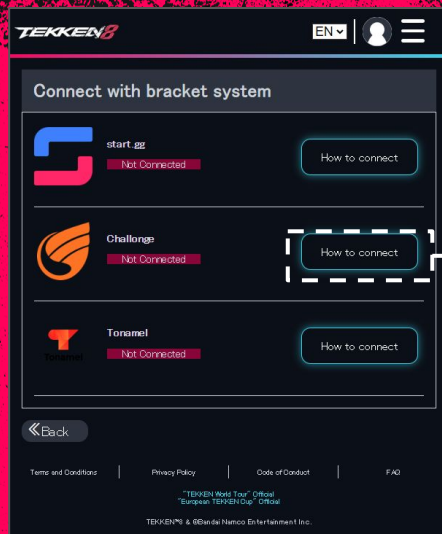 TEKKEN8
EN
Connect with bracket system
start.gg
Not Connected
How to connect
Challonge
Not Connected
How to connect
Tonamel
Tonamel
Not Connected
How to connect
≪Back
Terms and Conditions | Privacy Policy | Code of Conduct | FAQ
"TEKKEN World Tour" Official
"European TEKKEN Cup" Official
TEKKEN™8 & ©Bandai Namco Entertainment Inc.